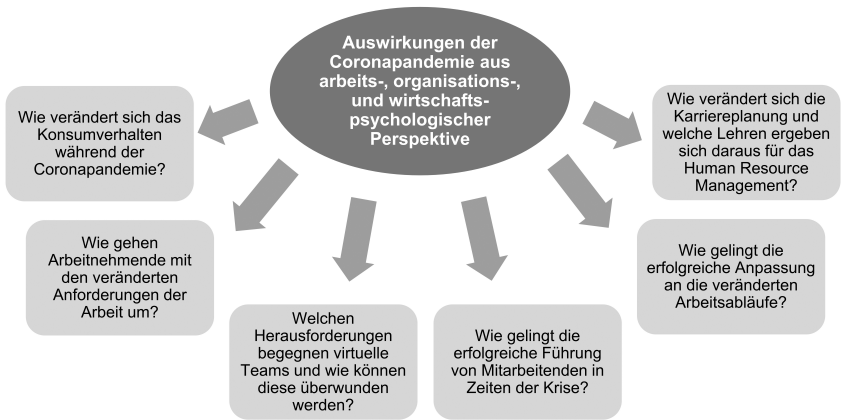 Auswirkungen der
Coronapandemie aus
arbeits-, organisations-,
und wirtschafts-
psychologischer
Perspektive
Wie verändert sich das
Konsumverhalten
während der
Coronapandemie?
Wie gehen
Arbeitnehmende mit
den veränderten
Anforderungen der
Arbeit um?
Welchen
Herausforderungen
begegnen virtuelle
Teams und wie können
diese überwunden
werden?
Wie gelingt die
erfolgreiche Führung
von Mitarbeitenden in
Zeiten der Krise?
Wie gelingt die
erfolgreiche Anpassung
an die veränderten
Arbeitsabläufe?
Wie verändert sich die
Karriereplanung und
welche Lehren ergeben
sich daraus für das
Human Resource
Management?